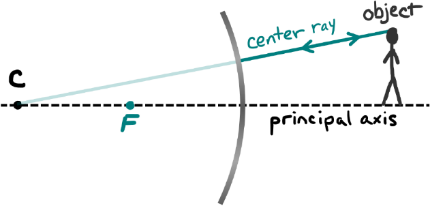 object
center ray
C
F
principal axis